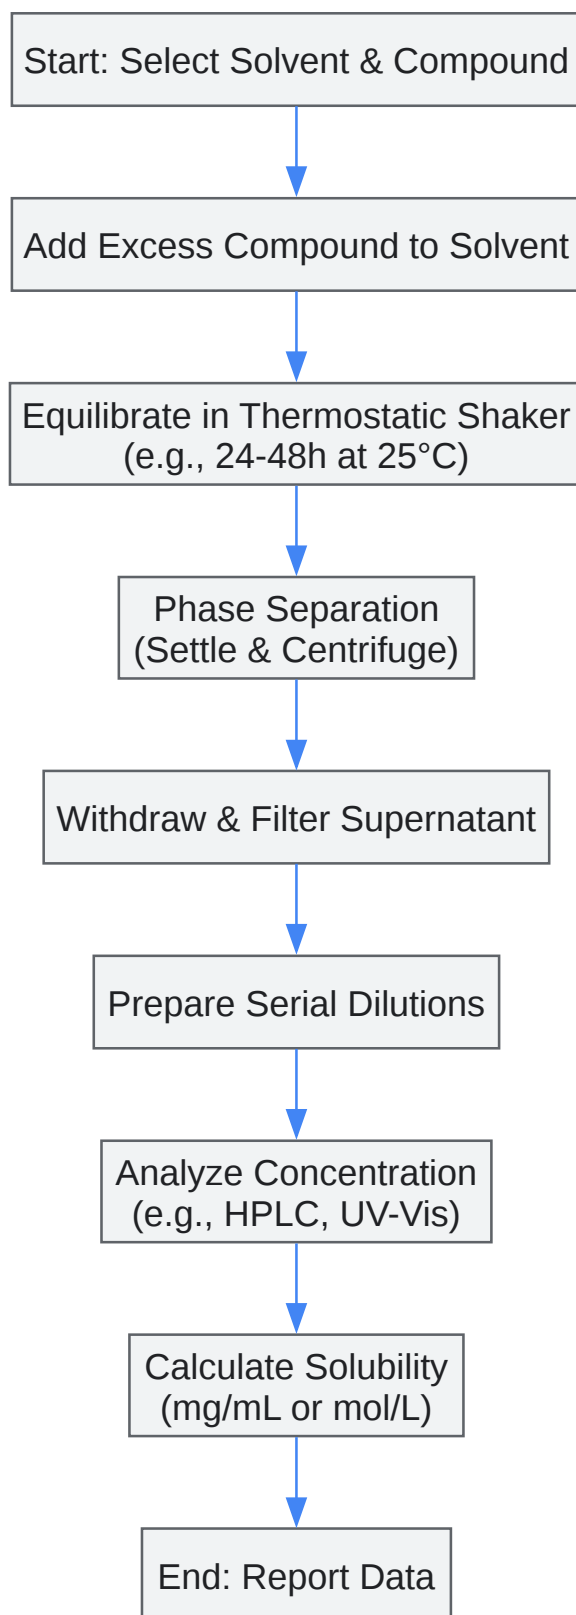 Start: Select Solvent & Compound
Add Excess Compound to Solvent
Equilibrate in Thermostatic Shaker
(e.g., 24-48h at 25°C)
Phase Separation
(Settle & Centrifuge)
Withdraw & Filter Supernatant
Prepare Serial Dilutions
Analyze Concentration
(e.g., HPLC, UV-Vis)
Calculate Solubility
(mg/mL or mol/L)
End: Report Data